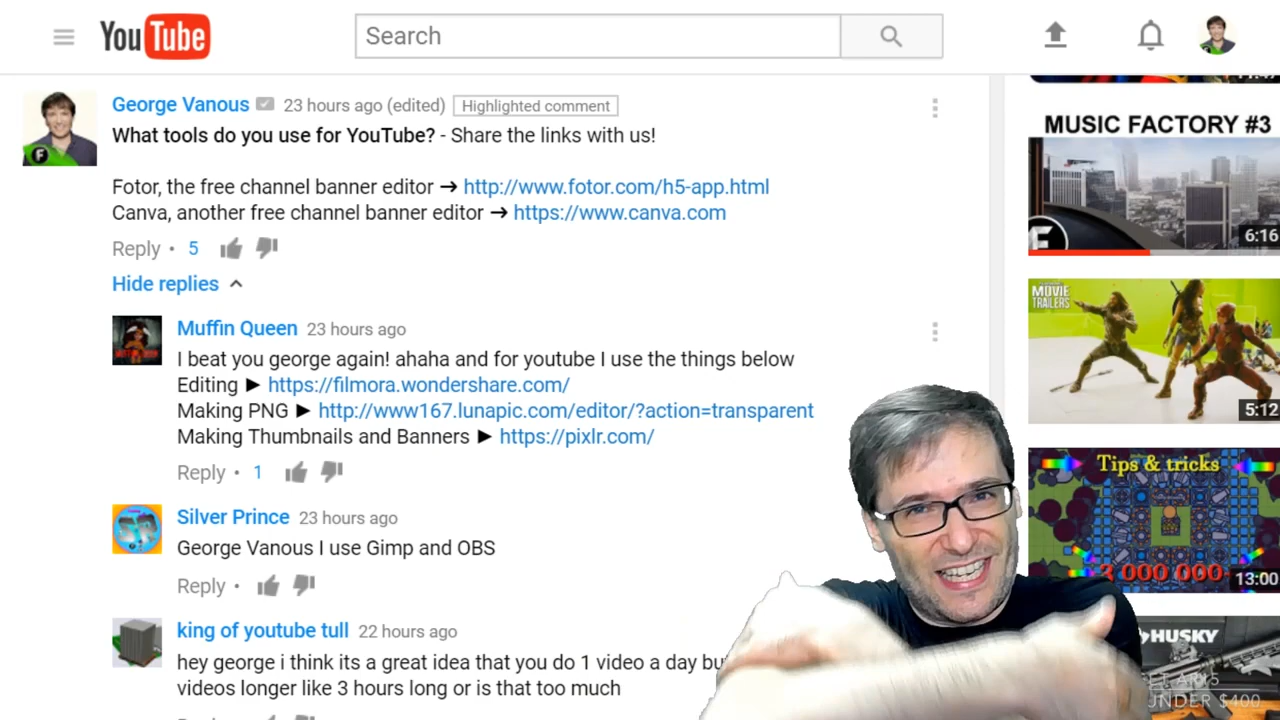 YouTube
Search
George Vanous 23 hours ago (edited) Highlighted comment
What tools do you use for YouTube? - Share the links with us!
Fotor, the free channel banner editor → http://www.fotor.com/h5-app.html
Canva, another free channel banner editor → https://www.canva.com
Reply • 5
Hide replies
Muffin Queen 23 hours ago
I beat you george again! ahaha and for youtube I use the things below
Editing ► https://filmora.wondershare.com/
Making PNG ► http://www167.lunapic.com/editor/?action=transparent
Making Thumbnails and Banners ► https://pixlr.com/
Reply • 1
Silver Prince 23 hours ago
George Vanous I use Gimp and OBS
Reply •
king of youtube tull 22 hours ago
hey george i think its a great idea that you do 1 video a day bu
videos longer like 3 hours long or is that too much
MUSIC FACTORY #3
F
6:16
MOVIE
TRAILERS
5:12
Tips & tricks
3 000 000
13:00
HUSKY
UNDER $400